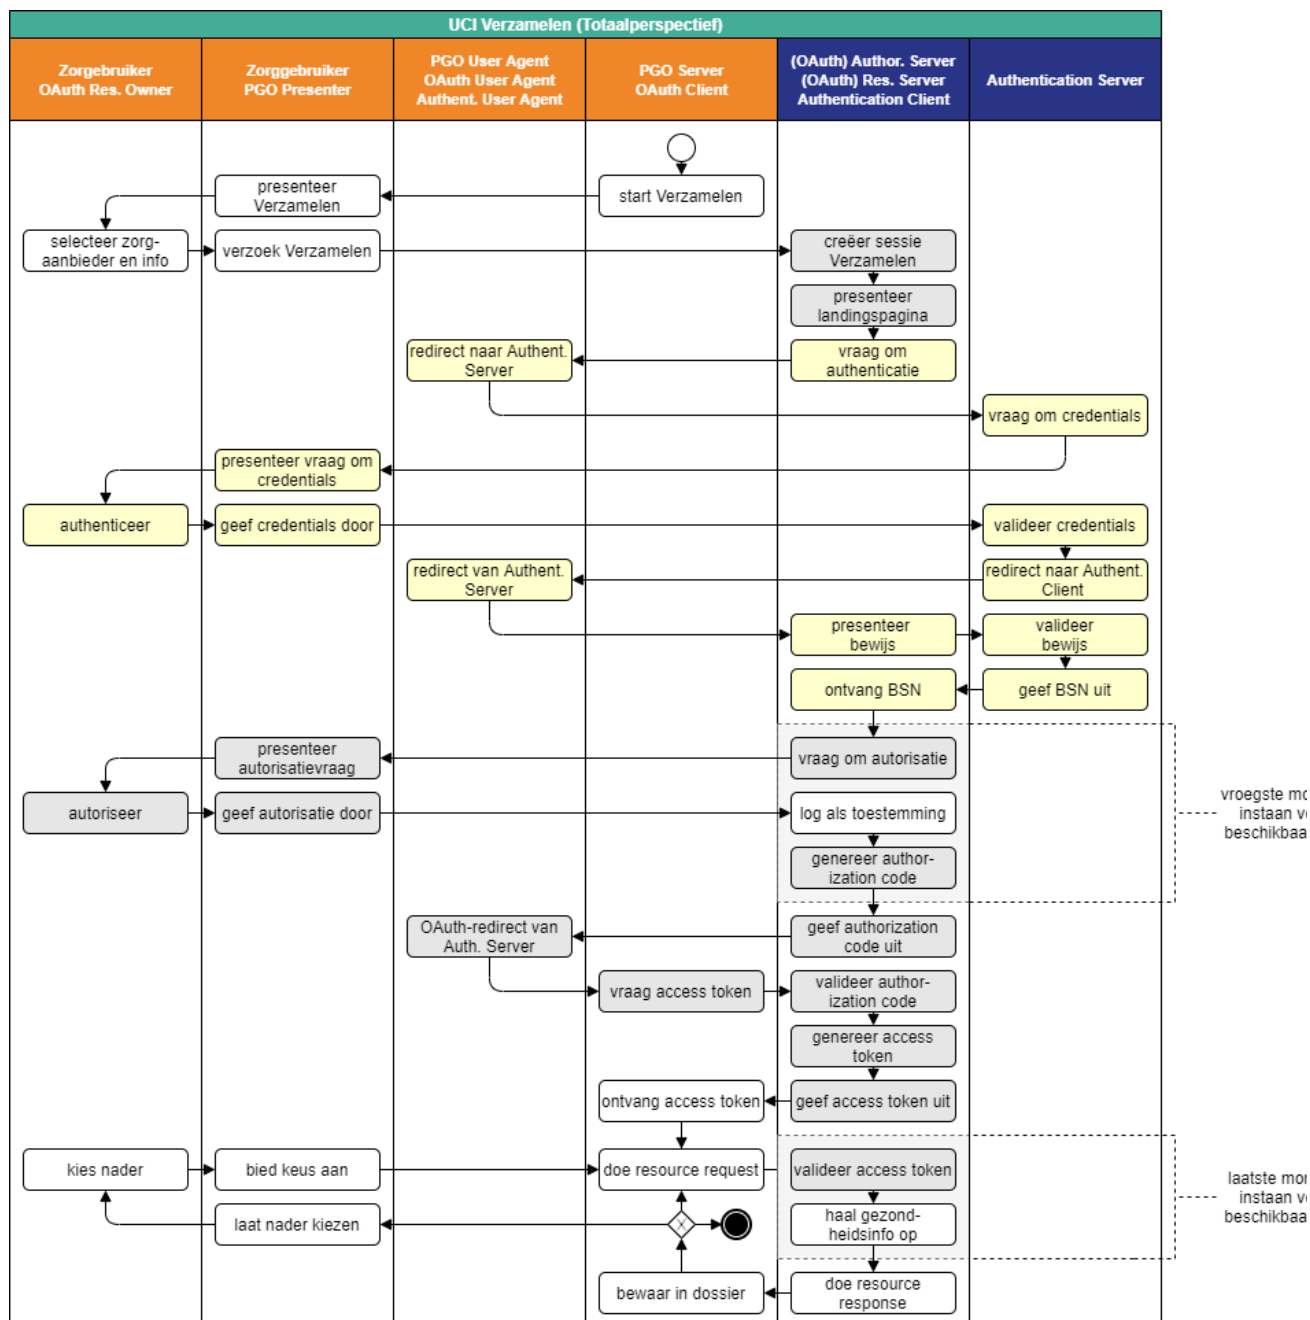 UCI Verzamelen (Totaalperspectief)
Zorgebruiker
OAuth Res. Owner
Zorggebruiker
PGO Presenter
PGO User Agent
OAuth User Agent
Authent. User Agent
PGO Server
OAuth Client
(OAuth) Author. Server
(OAuth) Res. Server
Authentication Client
Authentication Server
presenteer
Verzamelen
start Verzamelen
selecteer zorg-
aanbieder en info
verzoek Verzamelen
creëer sessie
Verzamelen
presenteer
landingspagina
redirect naar Authent.
Server
vraag om
authenticatie
vraag om credentials
presenteer vraag om
credentials
authenticeer
geef credentials door
valideer credentials
redirect van Authent.
Server
redirect naar Authent.
Client
presenteer
bewijs
valideer
bewijs
ontvang BSN
geef BSN uit
presenteer
autorisatievraag
vraag om autorisatie
autoriseer
geef autorisatie door
log als toestemming
vroegste
instaan
genereer author-
ization code
OAuth-redirect van
Auth. Server
geef authorization
code uit
vraag access token
valideer author-
ization code
genereer access
token
ontvang access token
geef access token uit
kies nader
bied keus aan
doe resource request
valideer access token
laatste
instaan
laat nader kiezen
X
haal gezond-
heidsinfo op
bewaar in dossier
doe resource
response